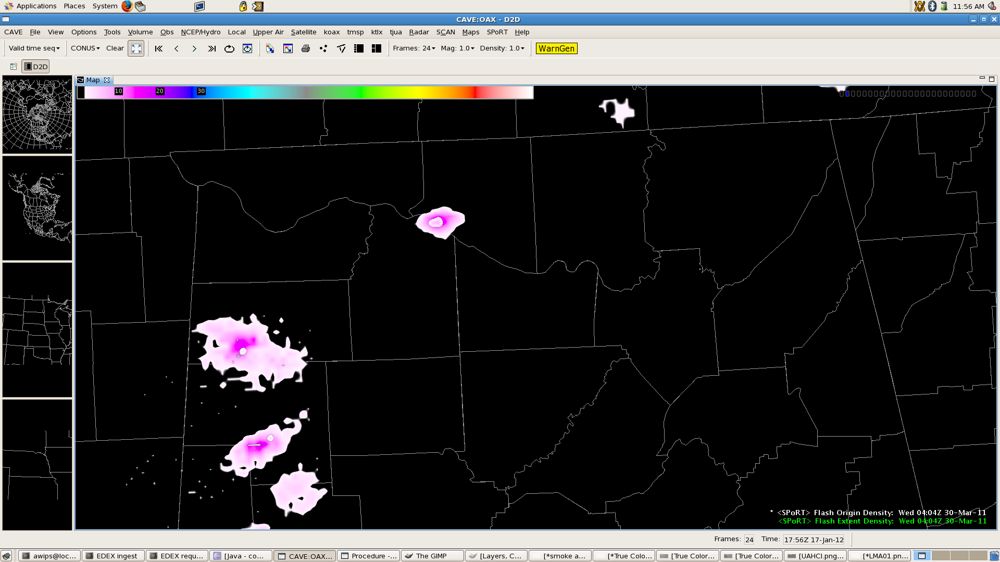 Applications Places System 11:56 AM
CAVE:OAX - D2D
CAVE File View Options Tools Volume Obs NCEP/Hydro Local Upper Air Satellite koax tmsp ktlx tjua Radar SCAN Maps SPoRT Help
Valid time seq CONUS Clear Frames: 24 Mag: 1.0 Density: 1.0 WarnGen
D2D
Map
10 20 30
* <SPoRT> Flash Origin Density: Wed 04:04Z 30-Mar-11
<SPoRT> Flash Extent Density: Wed 04:04Z 30-Mar-11
Frames: 24 Time: 17:56Z 17-Jan-12
awips@loc... EDEX ingest EDEX requ... [Java - co... CAVE:OAX... Procedure -... The GIMP [Layers, C... [*smoke a... [*True Colo... [True Color... [True Color... [UAHCI.png... [*LMA01.pn...